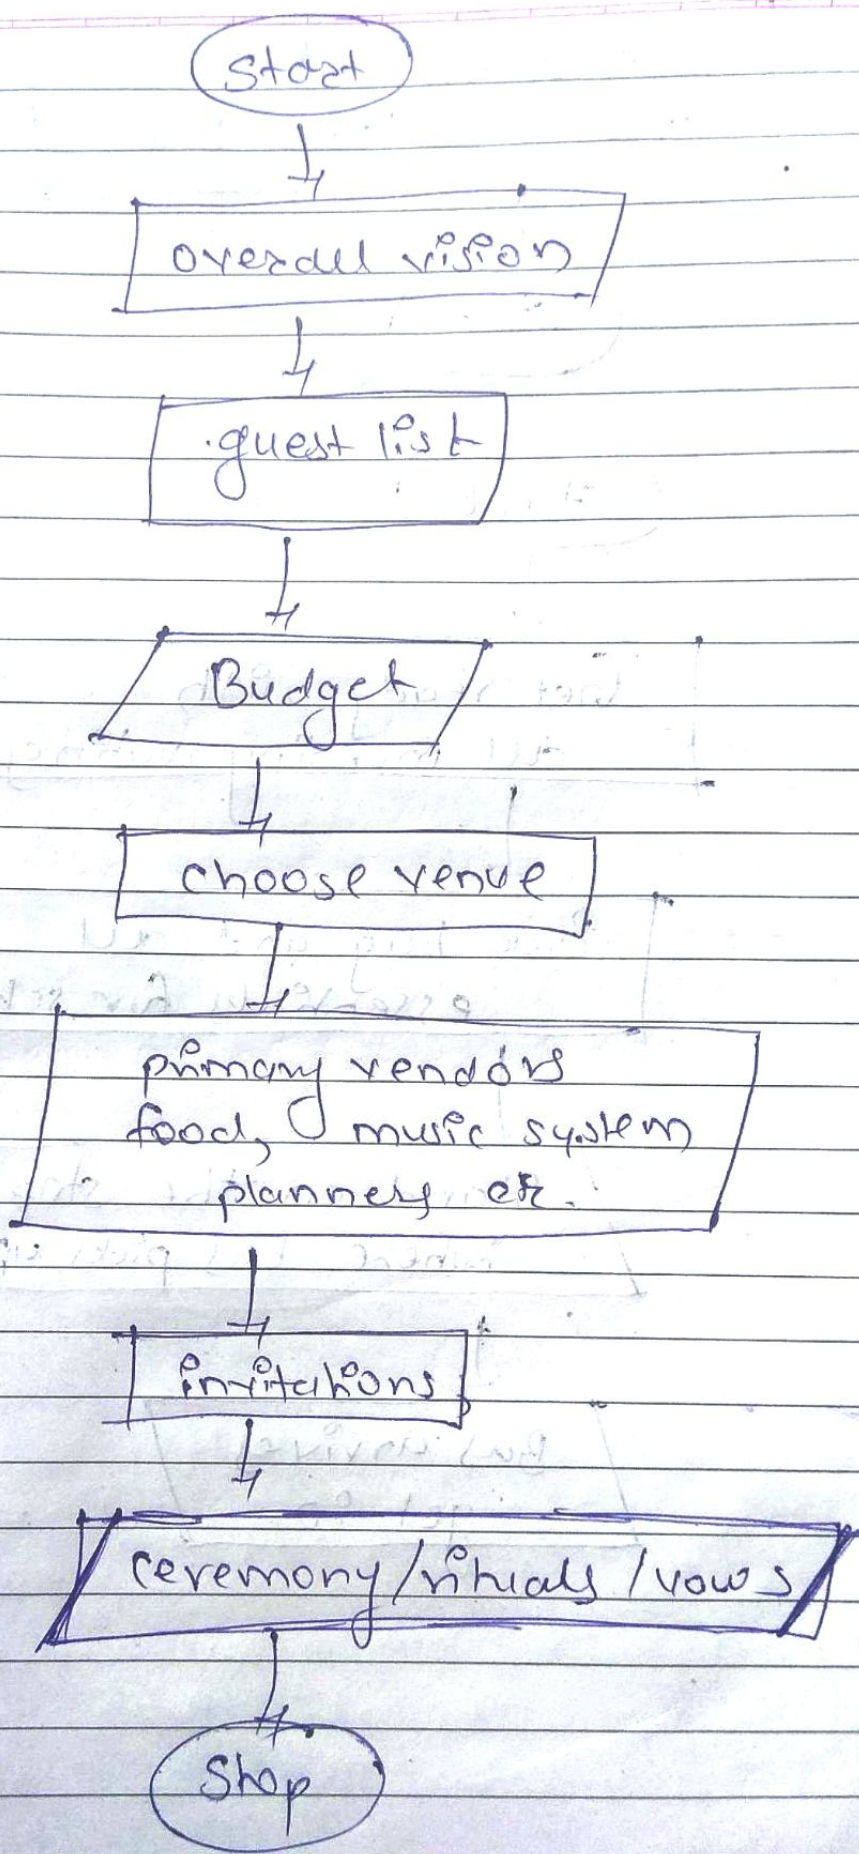 Start
overall vision
guest list
Budget
choose venue
primary vendors
food, music system
planners etc.
invitations
ceremony/rituals/vows
Stop